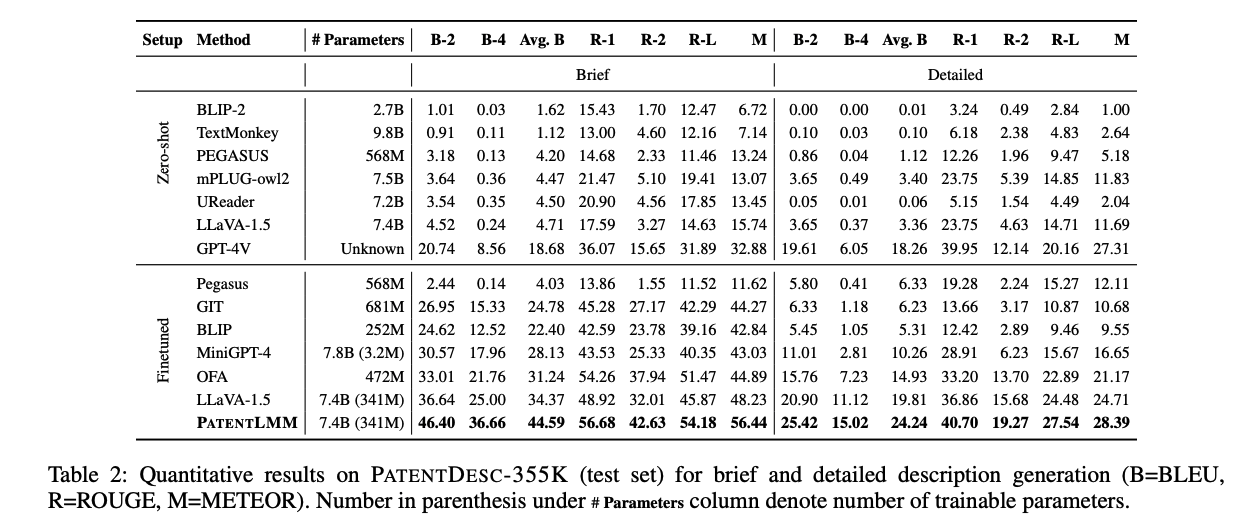 Setup Method # Parameters B-2 B-4 Avg. B R-1 R-2 R-L M B-2 B-4 Avg. B R-1 R-2 R-L M
Brief Detailed
Zero-shot
BLIP-2 2.7B 1.01 0.03 1.62 15.43 1.70 12.47 6.72 0.00 0.00 0.01 3.24 0.49 2.84 1.00
TextMonkey 9.8B 0.91 0.11 1.12 13.00 4.60 12.16 7.14 0.10 0.03 0.10 6.18 2.38 4.83 2.64
PEGASUS 568M 3.18 0.13 4.20 14.68 2.33 11.46 13.24 0.86 0.04 1.12 12.26 1.96 9.47 5.18
mPLUG-owl2 7.5B 3.64 0.36 4.47 21.47 5.10 19.41 13.07 3.65 0.49 3.40 23.75 5.39 14.85 11.83
UReader 7.2B 3.54 0.35 4.50 20.90 4.56 17.85 13.45 0.05 0.01 0.06 5.15 1.54 4.49 2.04
LLaVA-1.5 7.4B 4.52 0.24 4.71 17.59 3.27 14.63 15.74 3.65 0.37 3.36 23.75 4.63 14.71 11.69
GPT-4V Unknown 20.74 8.56 18.68 36.07 15.65 31.89 32.88 19.61 6.05 18.26 39.95 12.14 20.16 27.31
Finetuned
Pegasus 568M 2.44 0.14 4.03 13.86 1.55 11.52 11.62 5.80 0.41 6.33 19.28 2.24 15.27 12.11
GIT 681M 26.95 15.33 24.78 45.28 27.17 42.29 44.27 6.33 1.18 6.23 13.66 3.17 10.87 10.68
BLIP 252M 24.62 12.52 22.40 42.59 23.78 39.16 42.84 5.45 1.05 5.31 12.42 2.89 9.46 9.55
MiniGPT-4 7.8B (3.2M) 30.57 17.96 28.13 43.53 25.33 40.35 43.03 11.01 2.81 10.26 28.91 6.23 15.67 16.65
OFA 472M 33.01 21.76 31.24 54.26 37.94 51.47 44.89 15.76 7.23 14.93 33.20 13.70 22.89 21.17
LLaVA-1.5 7.4B (341M) 36.64 25.00 34.37 48.92 32.01 45.87 48.23 20.90 11.12 19.81 36.86 15.68 24.48 24.71
PATENTLMM 7.4B (341M) 46.40 36.66 44.59 56.68 42.63 54.18 56.44 25.42 15.02 24.24 40.70 19.27 27.54 28.39
Table 2: Quantitative results on PATENTDESC-355K (test set) for brief and detailed description generation (B=BLEU,
R=ROUGE, M=METEOR). Number in parenthesis under # Parameters column denote number of trainable parameters.